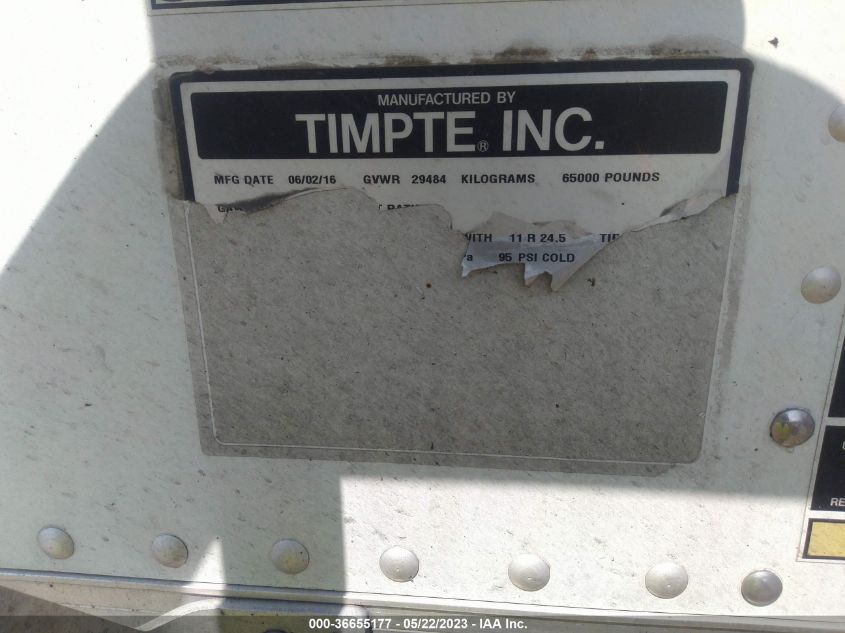 MANUFACTURED BY
TIMPTE® INC.
MFG DATE 06/02/16 GVWR 29484 KILOGRAMS 65000 POUNDS
WITH 11 R 24.5
95 PSI COLD
RE
000-36655177 - 05/22/2023 - IAA Inc.